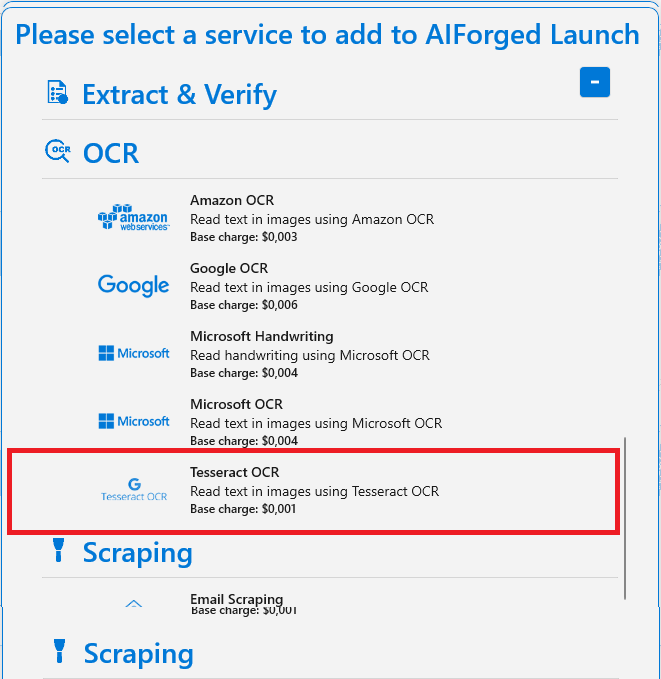 Please select a service to add to AIForged Launch
Extract & Verify
-
OCR
OCR
amazon
webservices™
Amazon OCR
Read text in images using Amazon OCR
Base charge: $0,003
Google
Google OCR
Read text in images using Google OCR
Base charge: $0,006
Microsoft
Microsoft Handwriting
Read handwriting using Microsoft OCR
Base charge: $0,004
Microsoft
Microsoft OCR
Read text in images using Microsoft OCR
Base charge: $0,004
G
Tesseract OCR
Tesseract OCR
Read text in images using Tesseract OCR
Base charge: $0,001
Scraping
Email Scraping
Base charge: $0,001
Scraping